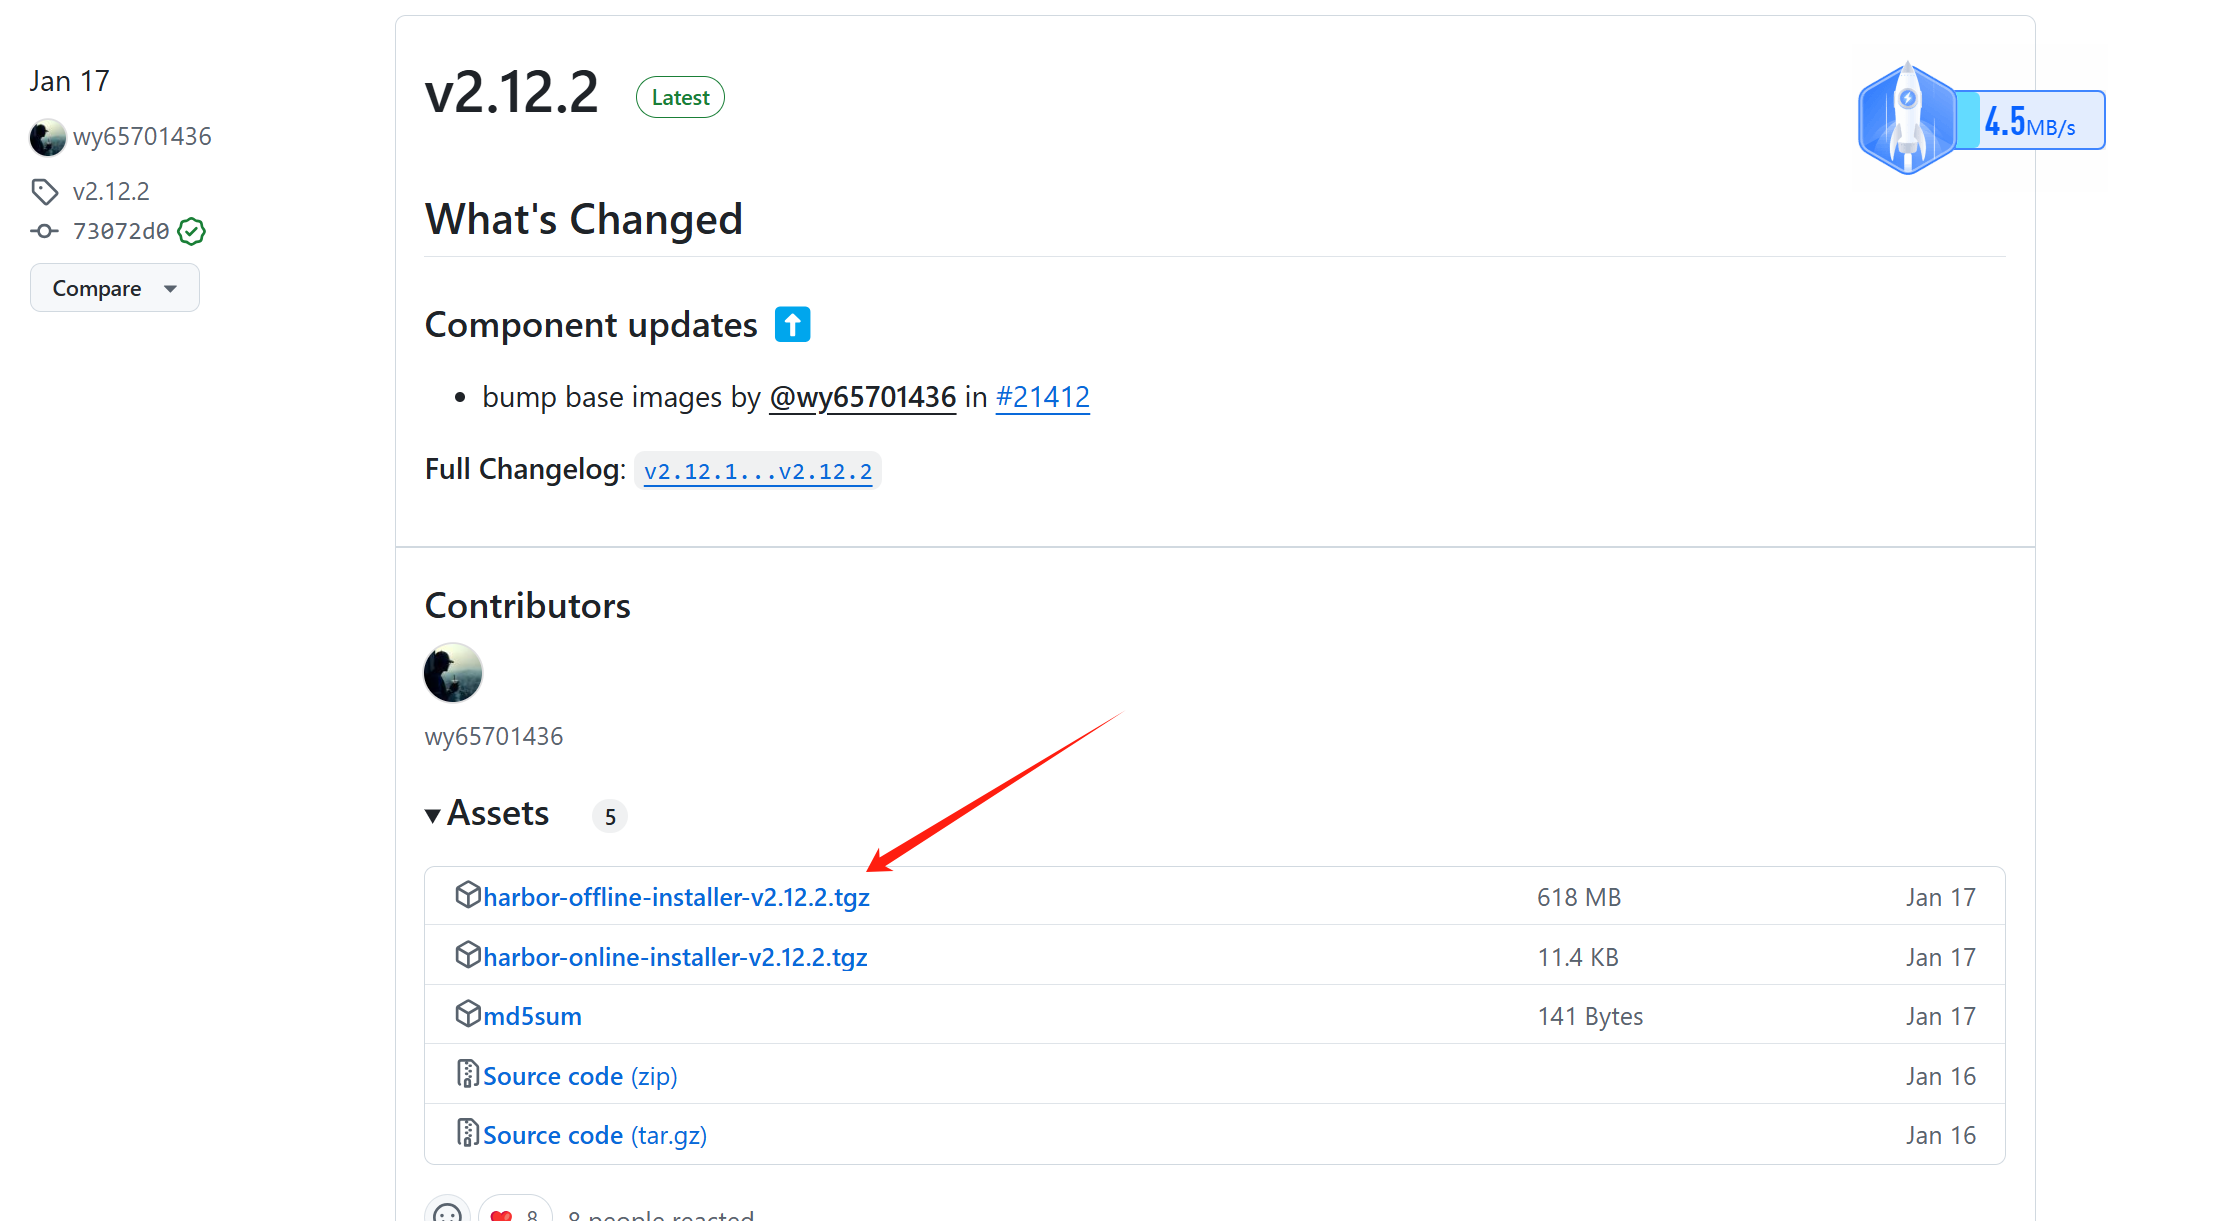 Jan 17
wy65701436
v2.12.2
73072d0
Compare
v2.12.2 Latest
4.5MB/s
What's Changed
Component updates
• bump base images by @wy65701436 in #21412
Full Changelog: v2.12.1...v2.12.2
Contributors
wy65701436
Assets 5
harbor-offline-installer-v2.12.2.tgz 618 MB Jan 17
harbor-online-installer-v2.12.2.tgz 11.4 KB Jan 17
md5sum 141 Bytes Jan 17
Source code (zip) Jan 16
Source code (tar.gz) Jan 16
8 8 people reacted